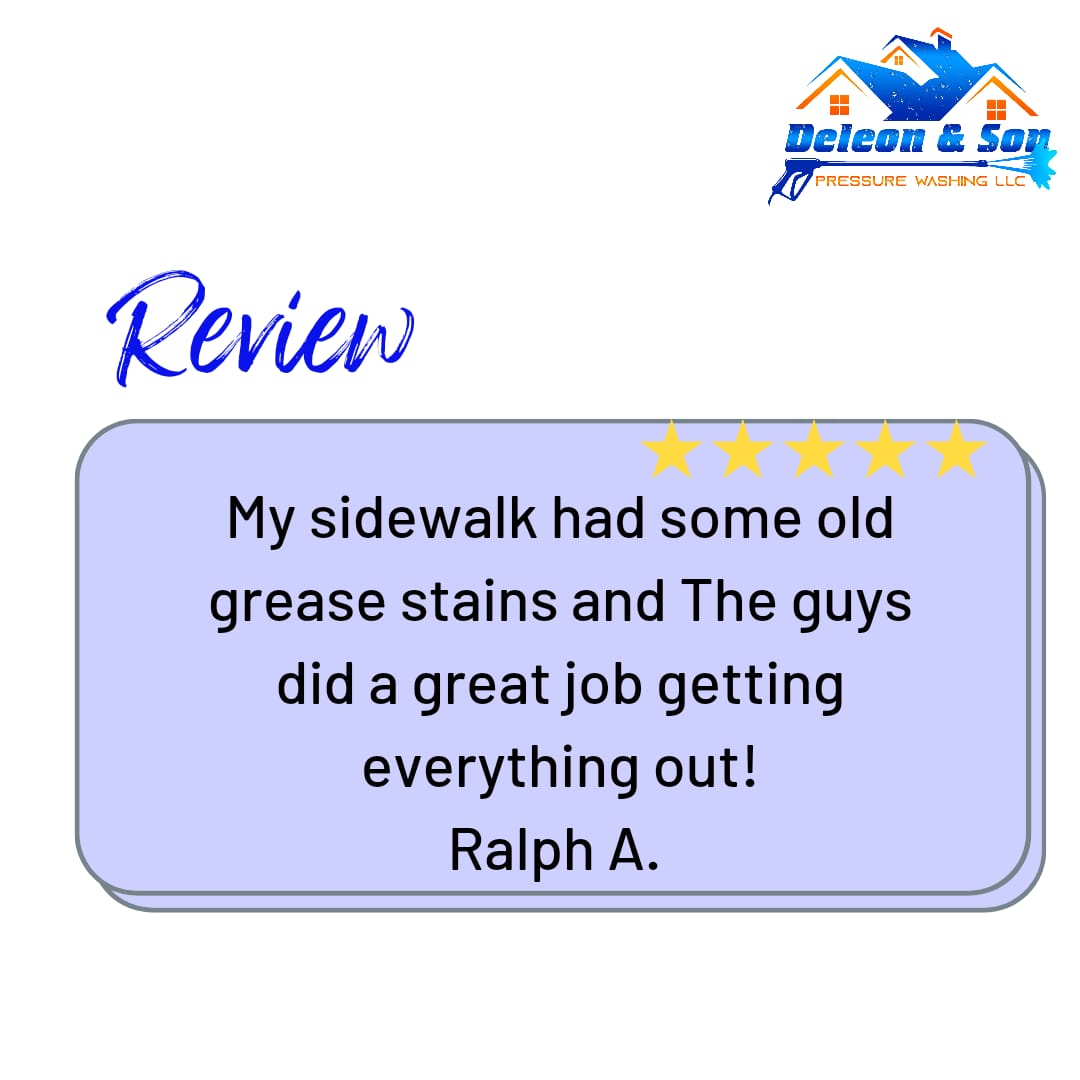 Deleon & Son
PRESSURE WASHING LLC
Review
My sidewalk had some old
grease stains and The guys
did a great job getting
everything out!
Ralph A.